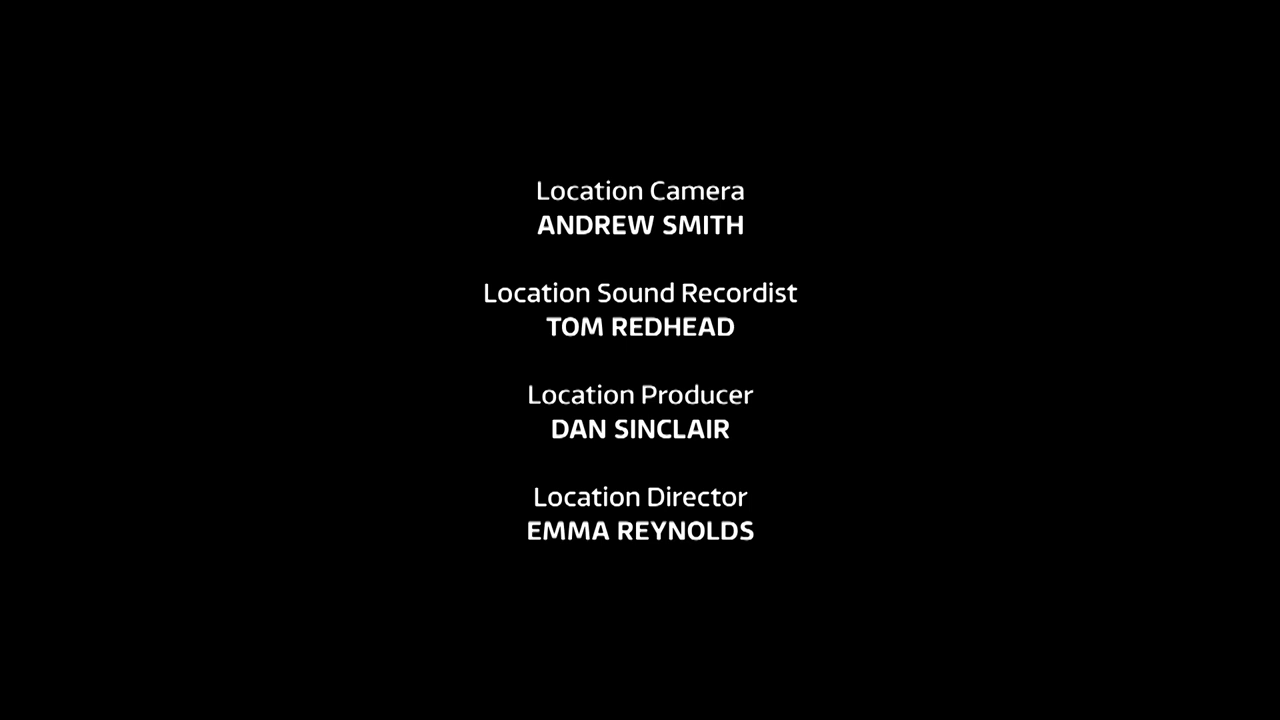 Location Camera
ANDREW SMITH
Location Sound Recordist
TOM REDHEAD
Location Producer
DAN SINCLAIR
Location Director
EMMA REYNOLDS